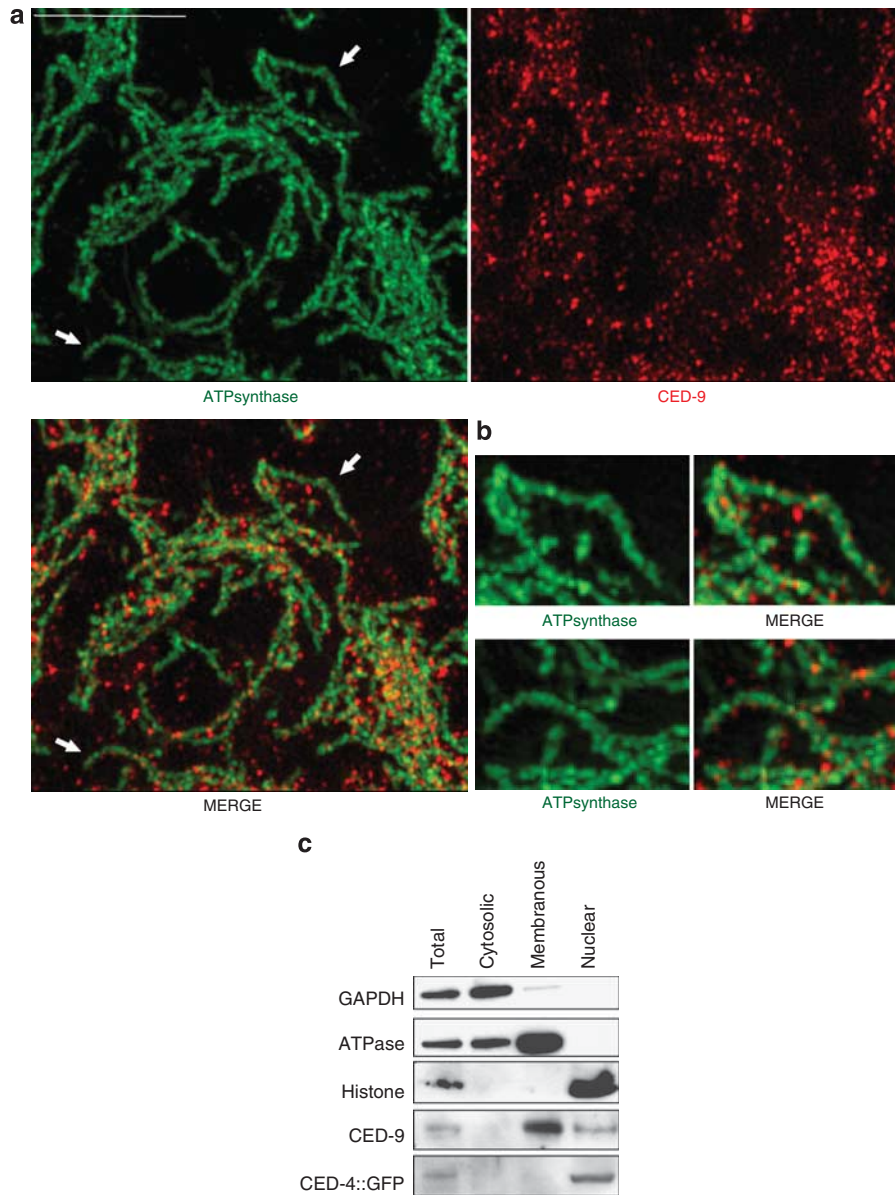 a
ATPsynthase
CED-9
MERGE
b
ATPsynthase
MERGE
ATPsynthase
MERGE
c
Total
Cytosolic
Membranous
Nuclear
GAPDH
ATPase
Histone
CED-9
CED-4::GFP